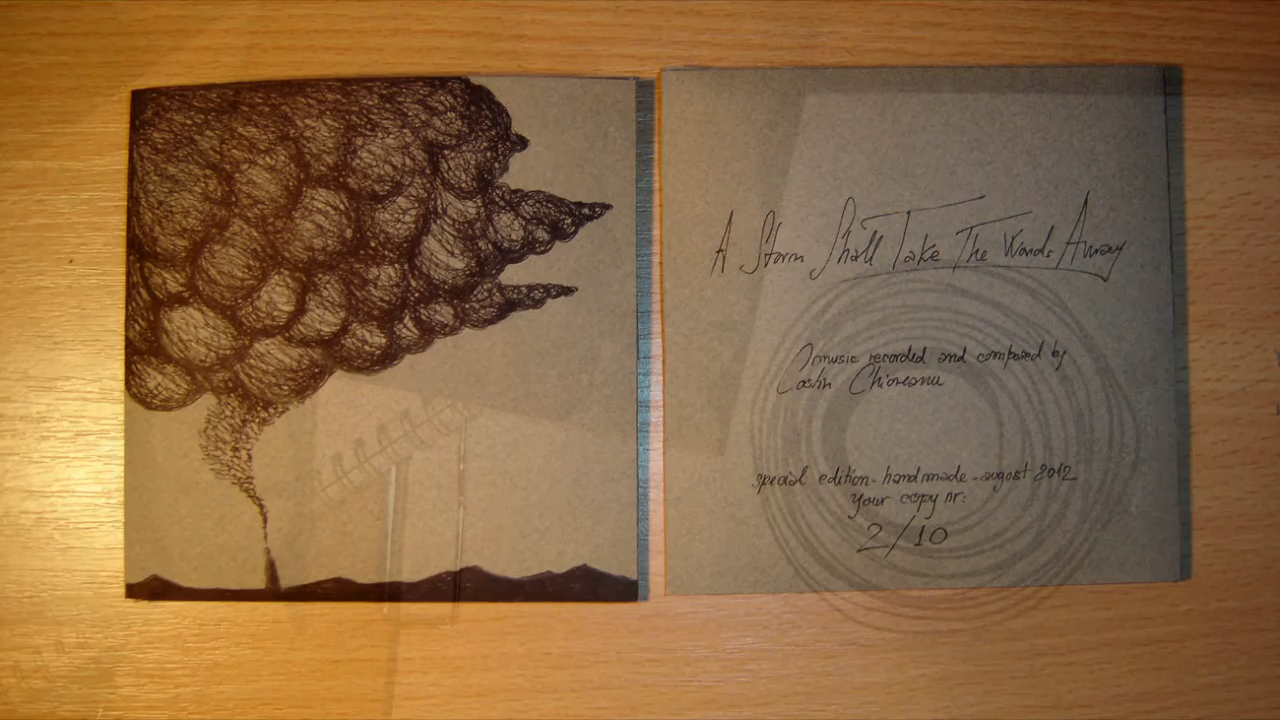 A Storm Shall Take The Words Away
music recorded and composed by
Costin Chioreanu
special edition - handmade - august 2012
your copy nr:
2/10